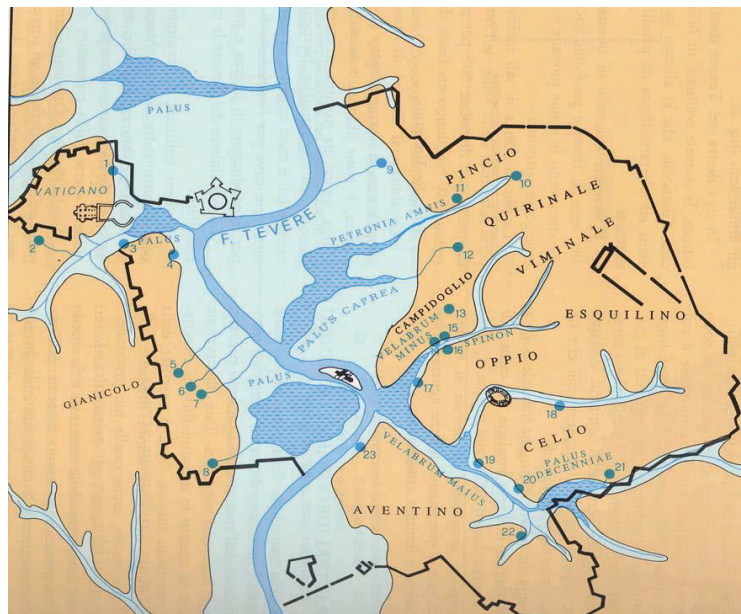 PALUS
1
VATICANO
2
3
PALUS
4
F. TEVERE
9
PINCIO
10
11
QUIRINALE
PETRONIA AMNIS
12
VIMINALE
CAMPIDOGLIO
PALUS CAPREA
13
VELABRUM
MINUS
15
14
16
SPINON
ESQUILINO
OPPIO
5
6
7
PALUS
GIANICOLO
17
18
CELIO
8
23
VELABRUM MAIUS
19
PALUS
DECENNIAE
20
21
AVENTINO
22